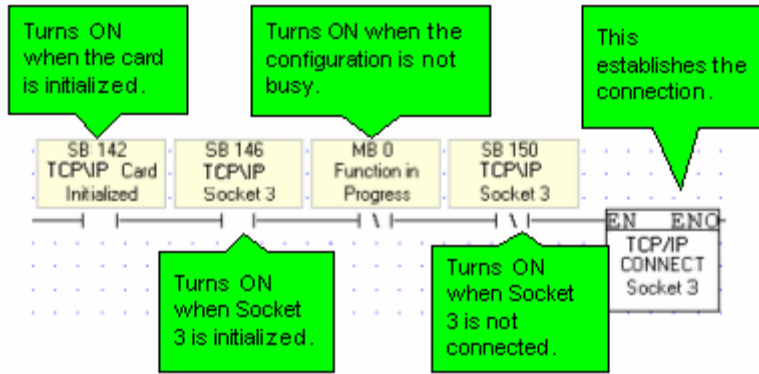 Turns ON
when the card
is initialized.
Turns ON when the
configuration is not
busy.
This
establishes the
connection.
SB 142
TCP\IP Card
Initialized
SB 146
TCP\IP
Socket 3
MB 0
Function in
Progress
SB 150
TCP\IP
Socket 3
EN ENO
TCP/IP
CONNECT
Socket 3
Turns ON
when Socket
3 is initialized.
Turns ON
when Socket
3 is not
connected.